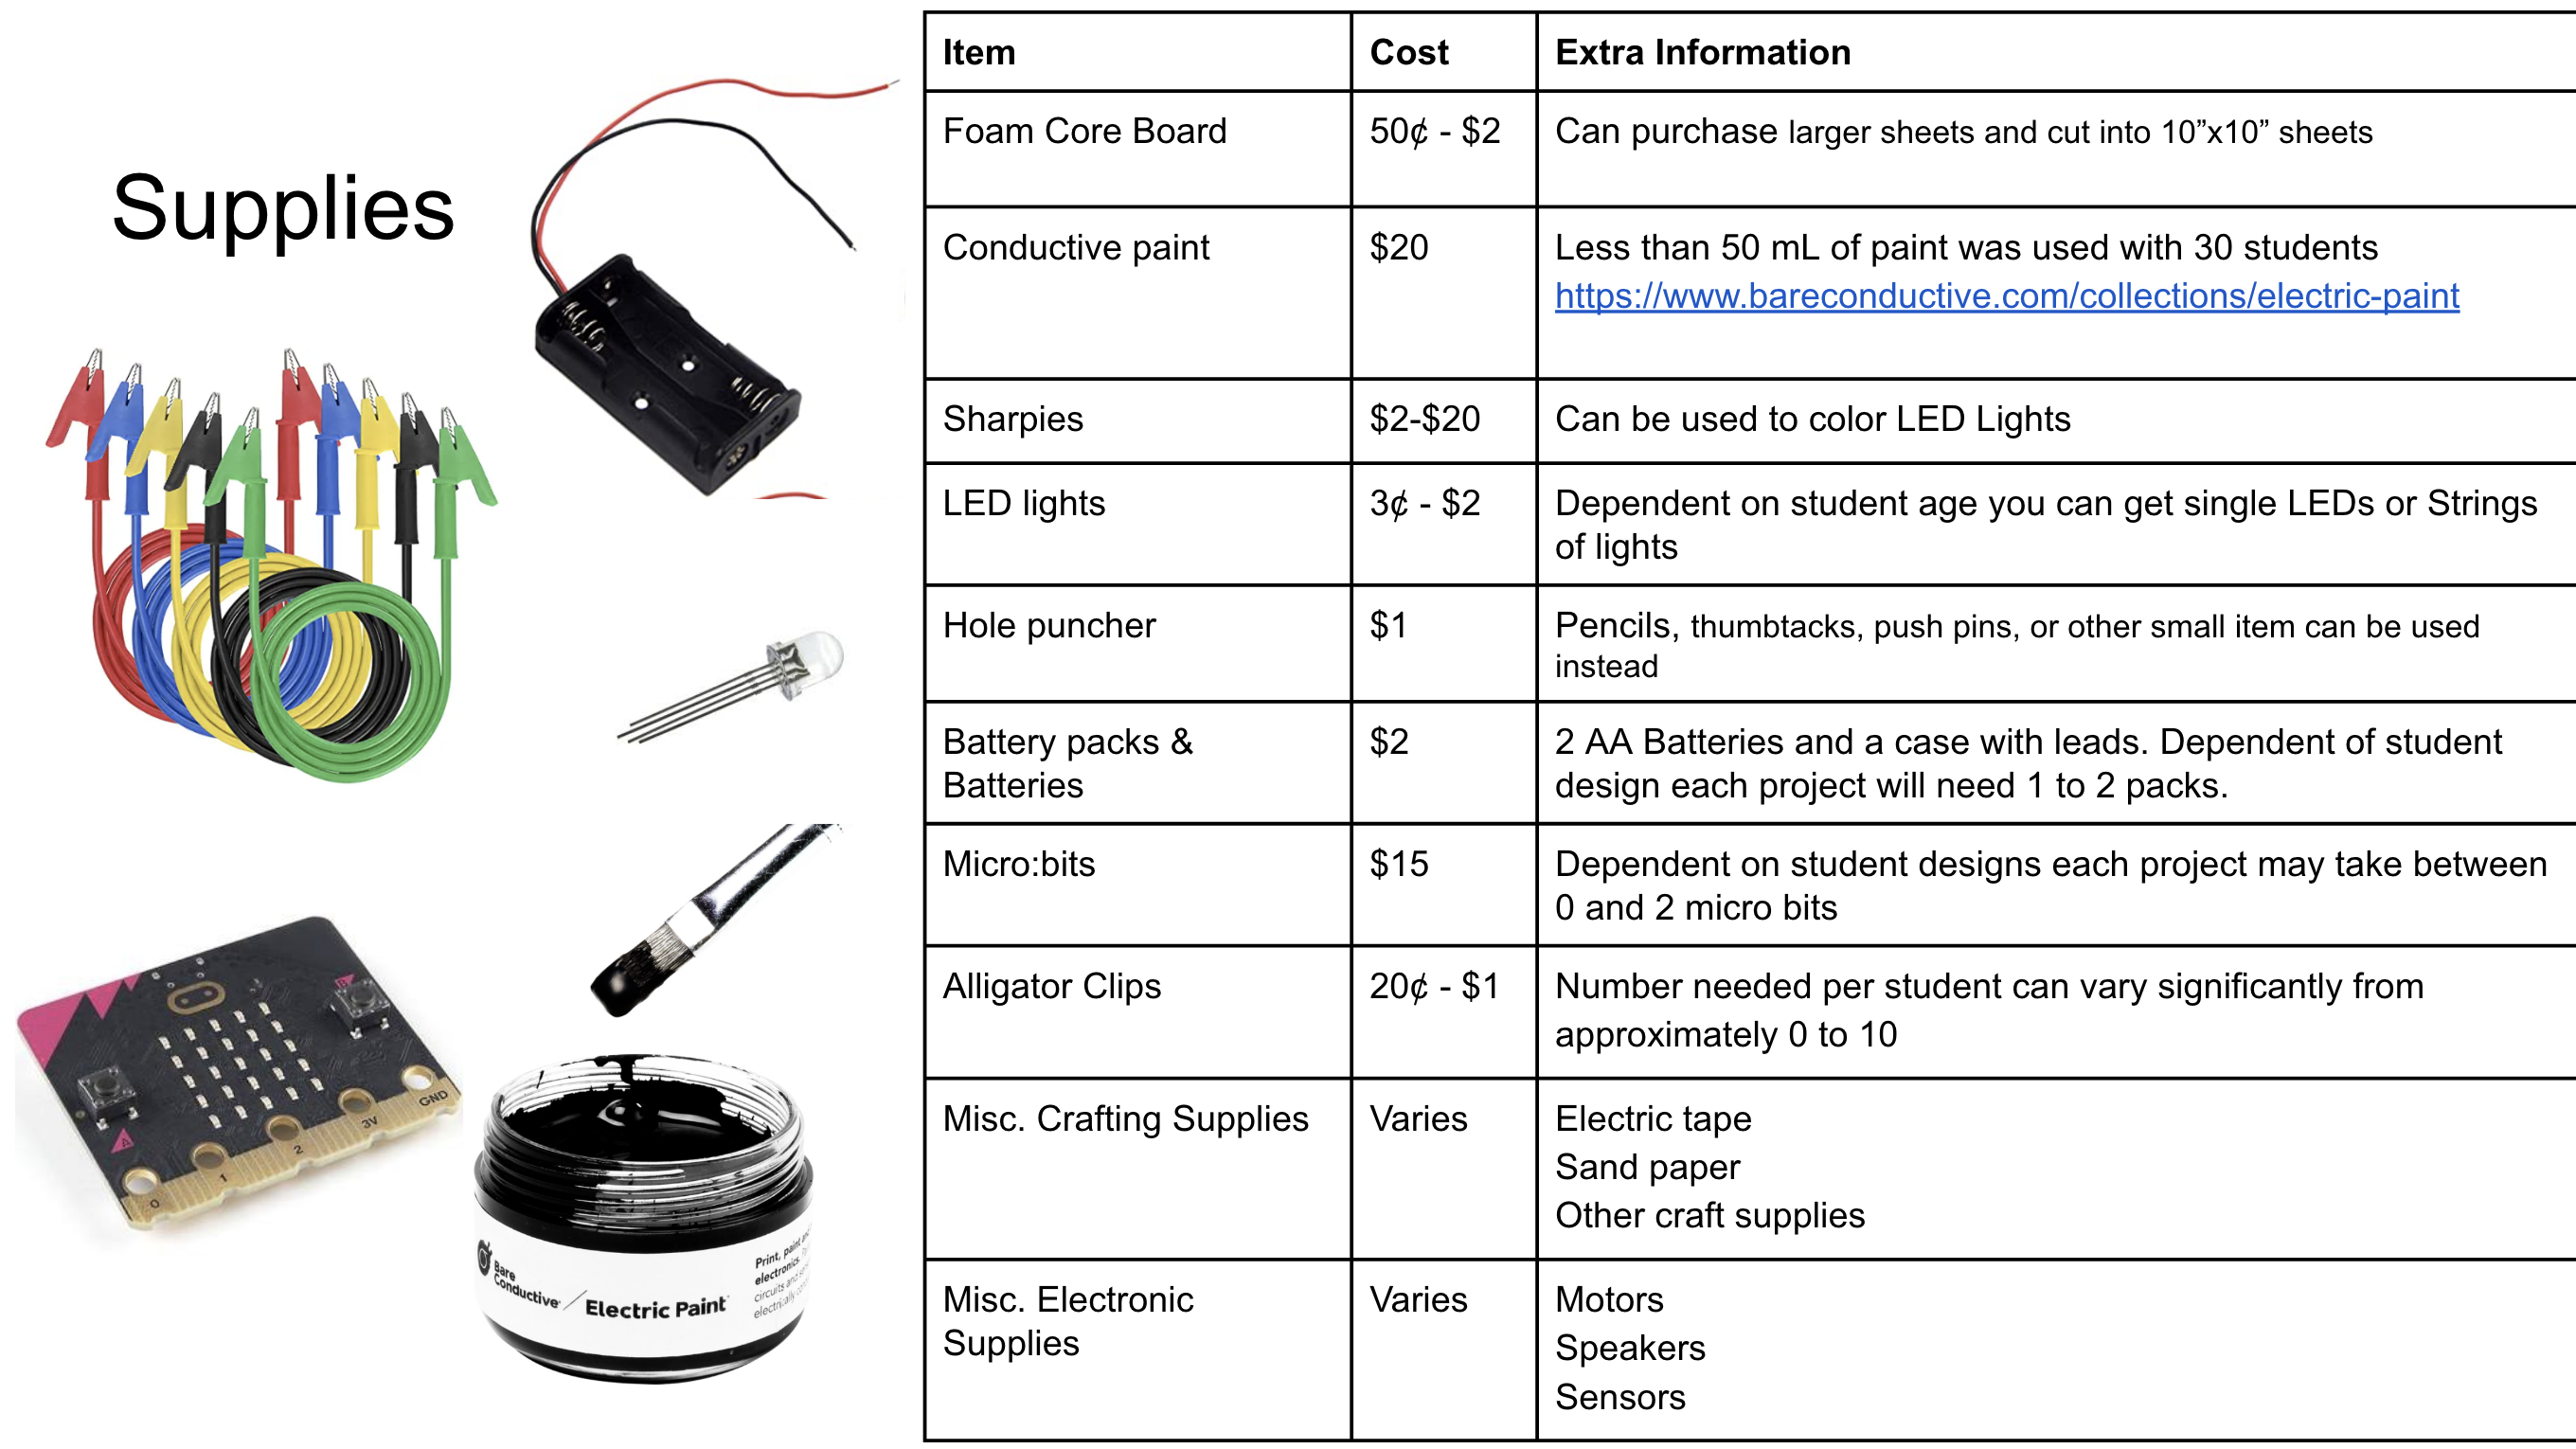 Supplies
Item Cost Extra Information
Foam Core Board 50¢ - $2 Can purchase larger sheets and cut into 10”x10” sheets
Conductive paint $20 Less than 50 mL of paint was used with 30 students
https://www.bareconductive.com/collections/electric-paint
Sharpies $2-$20 Can be used to color LED Lights
LED lights 3¢ - $2 Dependent on student age you can get single LEDs or Strings
of lights
Hole puncher $1 Pencils, thumbtacks, push pins, or other small item can be used
instead
Battery packs & $2 2 AA Batteries and a case with leads. Dependent of student
Batteries design each project will need 1 to 2 packs.
Micro:bits $15 Dependent on student designs each project may take between
0 and 2 micro bits
Alligator Clips 20¢ - $1 Number needed per student can vary significantly from
approximately 0 to 10
Misc. Crafting Supplies Varies Electric tape
Sand paper
Other craft supplies
Misc. Electronic Varies Motors
Supplies Speakers
Sensors
A
B
0 1 2 3V GND
Bare
Conductive
Electric Paint
Print, paint
electronics.
circuits and
electrically